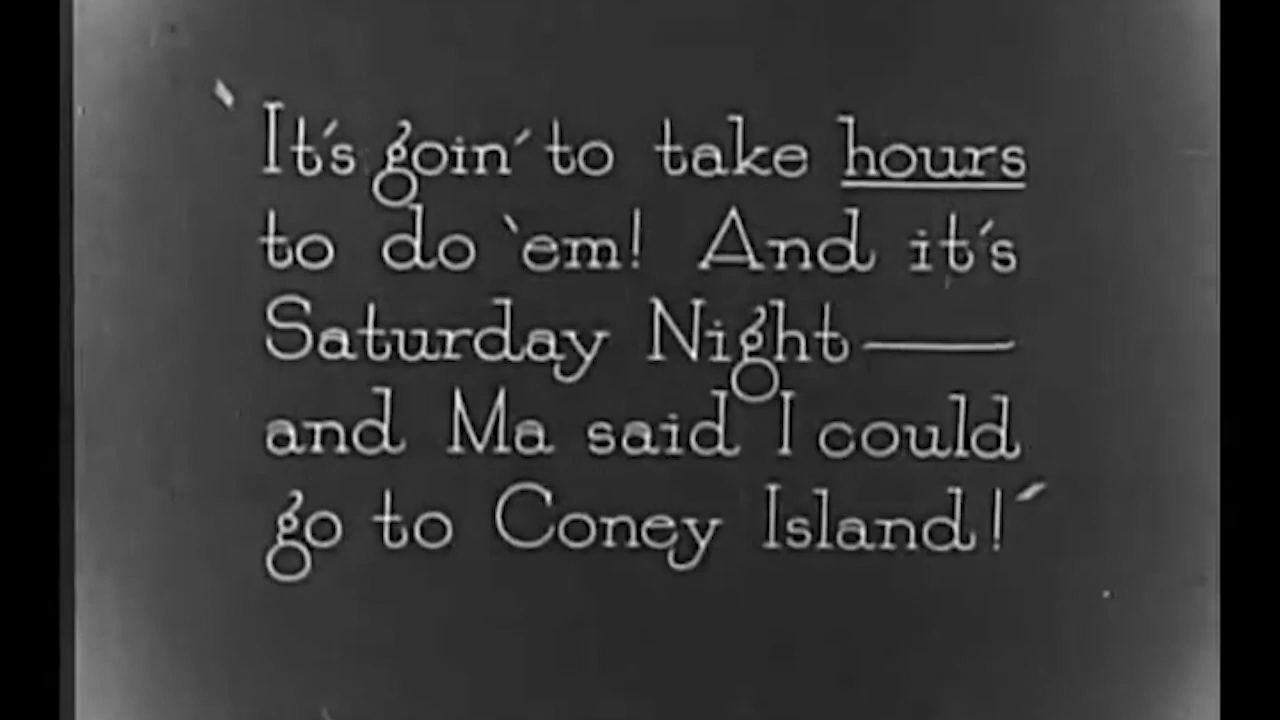 `It's goin' to take hours
to do `em! And it's
Saturday Night—
and Ma said I could
go to Coney Island!'